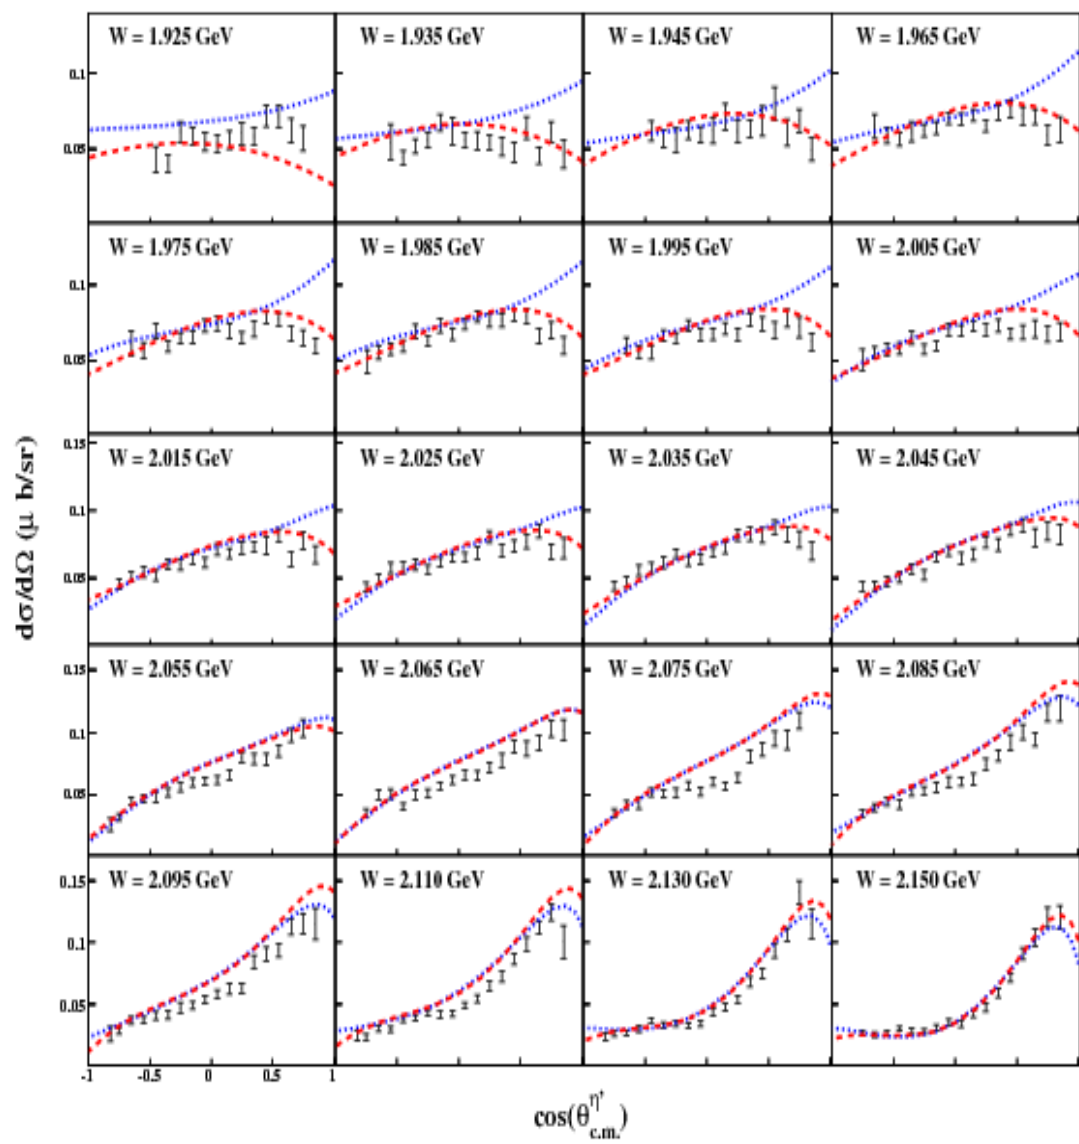 W = 1.925 GeV
W = 1.935 GeV
W = 1.945 GeV
W = 1.965 GeV
0.1
0.05
W = 1.975 GeV
W = 1.985 GeV
W = 1.995 GeV
W = 2.005 GeV
0.1
0.05
0.15
W = 2.015 GeV
W = 2.025 GeV
W = 2.035 GeV
W = 2.045 GeV
0.1
0.05
dσ/dΩ (μ b/sr)
0.15
W = 2.055 GeV
W = 2.065 GeV
W = 2.075 GeV
W = 2.085 GeV
0.1
0.05
0.15
W = 2.095 GeV
W = 2.110 GeV
W = 2.130 GeV
W = 2.150 GeV
0.1
0.05
-1 -0.5 0 0.5 1
cos(θ^η'_c.m.)